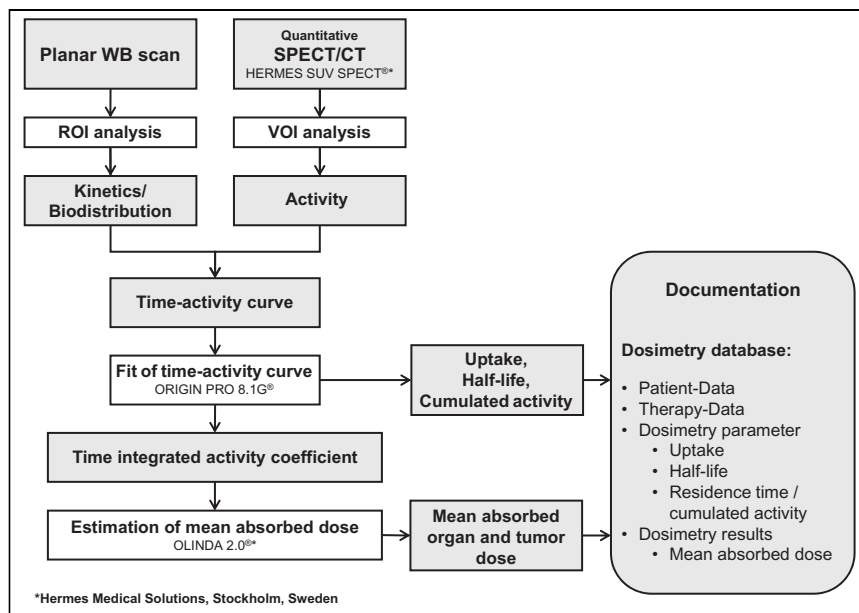 Planar WB scan
Quantitative
SPECT/CT
HERMES SUV SPECT®*
ROI analysis
VOI analysis
Kinetics/
Biodistribution
Activity
Time-activity curve
Fit of time-activity curve
ORIGIN PRO 8.1G®
Uptake,
Half-life,
Cumulated activity
Time integrated activity coefficient
Estimation of mean absorbed dose
OLINDA 2.0®*
Mean absorbed
organ and tumor
dose
Documentation
Dosimetry database:
• Patient-Data
• Therapy-Data
• Dosimetry parameter
• Uptake
• Half-life
• Residence time /
cumulated activity
• Dosimetry results
• Mean absorbed dose
*Hermes Medical Solutions, Stockholm, Sweden